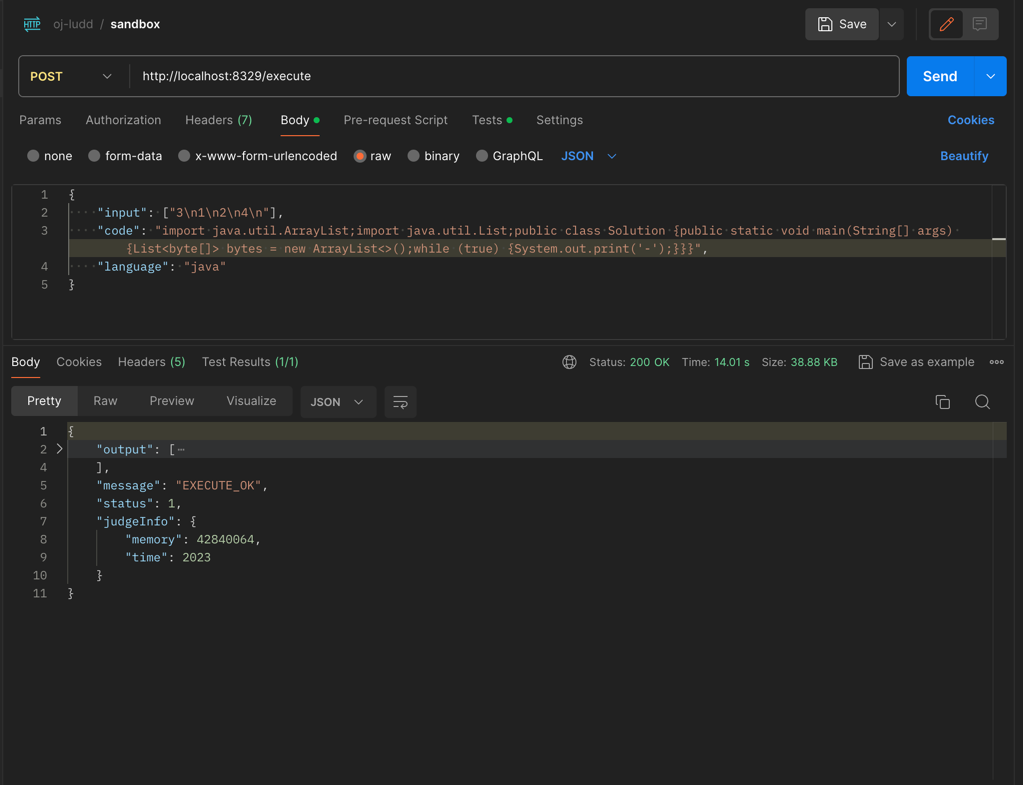 HTTP oj-ludd / sandbox Save
POST http://localhost:8329/execute Send
Params Authorization Headers (7) Body Pre-request Script Tests Settings Cookies
none form-data x-www-form-urlencoded raw binary GraphQL JSON Beautify
1 {
2 ····"input":·["3\n1\n2\n4\n"],
3 ····"code":·"import·java.util.ArrayList;import·java.util.List;public·class·Solution·{public·static·void·main(String[]·args)·
{List<byte[]>·bytes·=·new·ArrayList<>();while·(true)·{System.out.print('-');}}}",
4 ····"language":·"java"
5 }
Body Cookies Headers (5) Test Results (1/1) Status: 200 OK Time: 14.01 s Size: 38.88 KB Save as example
Pretty Raw Preview Visualize JSON
1 {
2 "output": [⋯
4 ],
5 "message": "EXECUTE_OK",
6 "status": 1,
7 "judgeInfo": {
8 "memory": 42840064,
9 "time": 2023
10 }
11 }